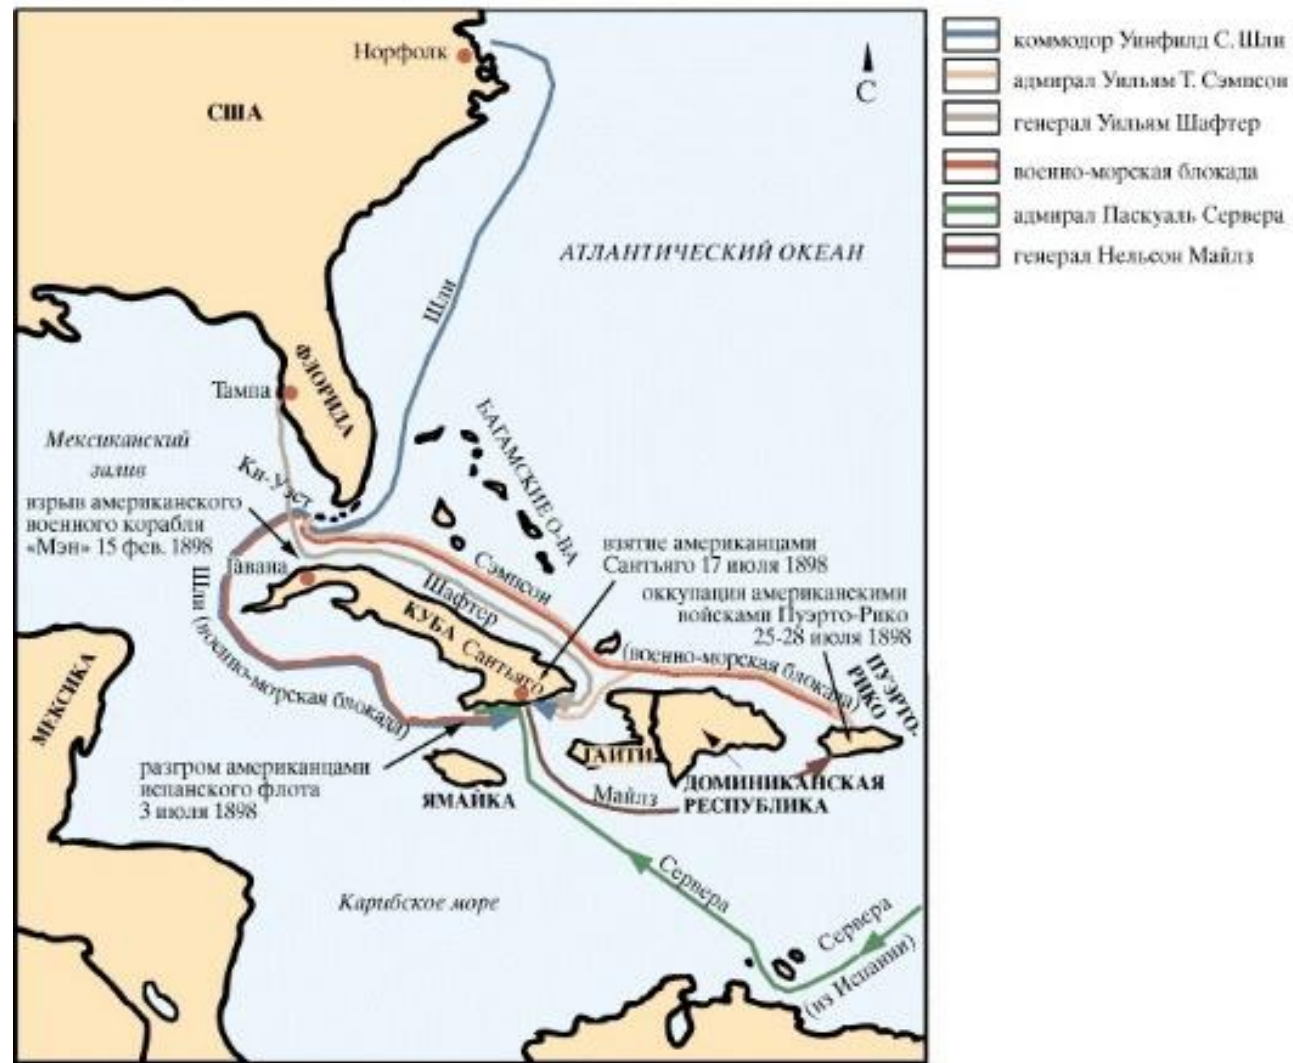 коммодор Уинфилд С. Шли
адмирал Уильям Т. Сэмпсон
генерал Уильям Шафтер
военно-морская блокада
адмирал Паскуаль Сервера
генерал Нельсон Майлз
Норфолк
С
США
АТЛАНТИЧЕСКИЙ ОКЕАН
Шли
ФЛОРИДА
Тампа
Мексиканский
залив
Ки-Уэст
БАГАМСКИЕ О-ВА
взрыв американского
военного корабля
«Мэн» 15 фев. 1898
взятие американцами
Сантьяго 17 июля 1898
Гавана
Сэмпсон
оккупация американскими
войсками Пуэрто-Рико
25-28 июля 1898
Шафтер
КУБА
Сантьяго
Шли (военно-морская блокада)
(военно-морская блокада)
ПУЭРТО-
РИКО
МЕКСИКА
ГАИТИ
разгром американцами
испанского флота
3 июля 1898
ЯМАЙКА
Майлз
ДОМИНИКАНСКАЯ
РЕСПУБЛИКА
Сервера
Карибское море
Сервера
(из Испании)